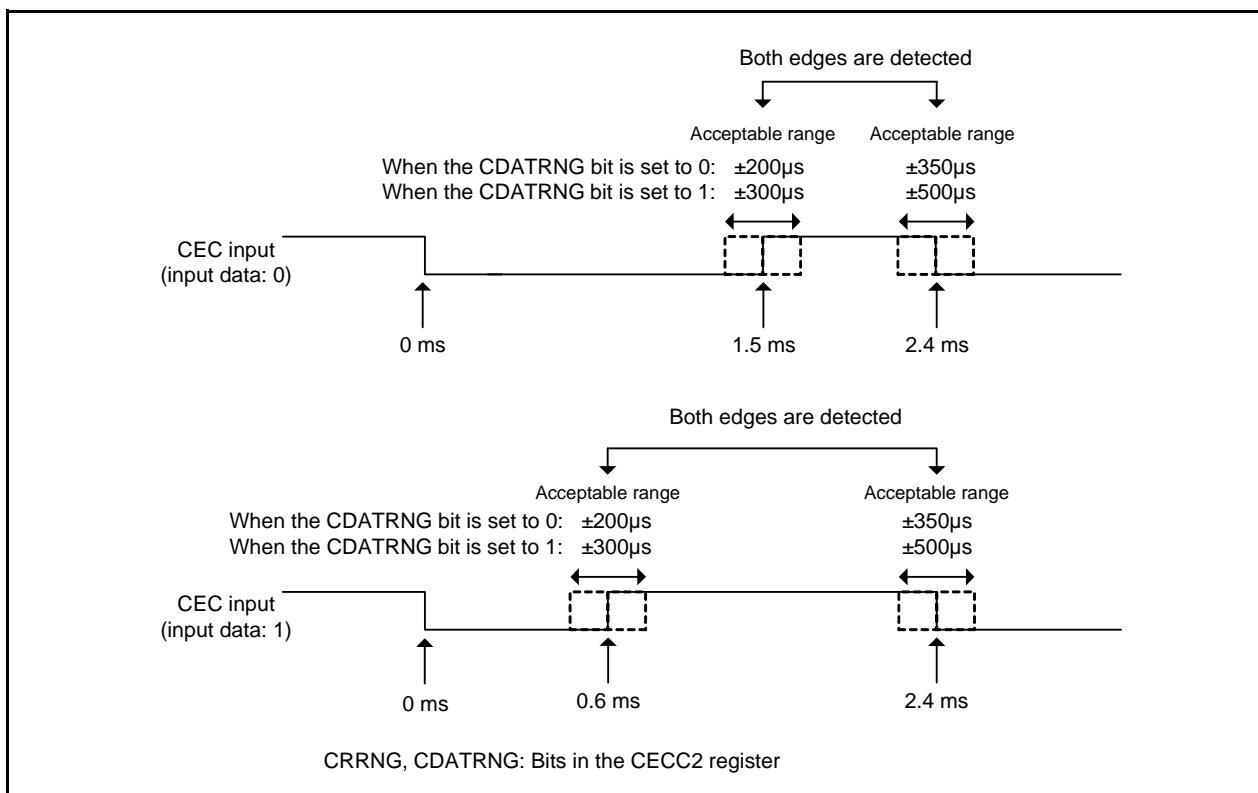 Both edges are detected
Acceptable range Acceptable range
When the CDATRNG bit is set to 0: ±200µs ±350µs
When the CDATRNG bit is set to 1: ±300µs ±500µs
CEC input
(input data: 0)
0 ms 1.5 ms 2.4 ms
Both edges are detected
Acceptable range Acceptable range
When the CDATRNG bit is set to 0: ±200µs ±350µs
When the CDATRNG bit is set to 1: ±300µs ±500µs
CEC input
(input data: 1)
0 ms 0.6 ms 2.4 ms
CRRNG, CDATRNG: Bits in the CECC2 register